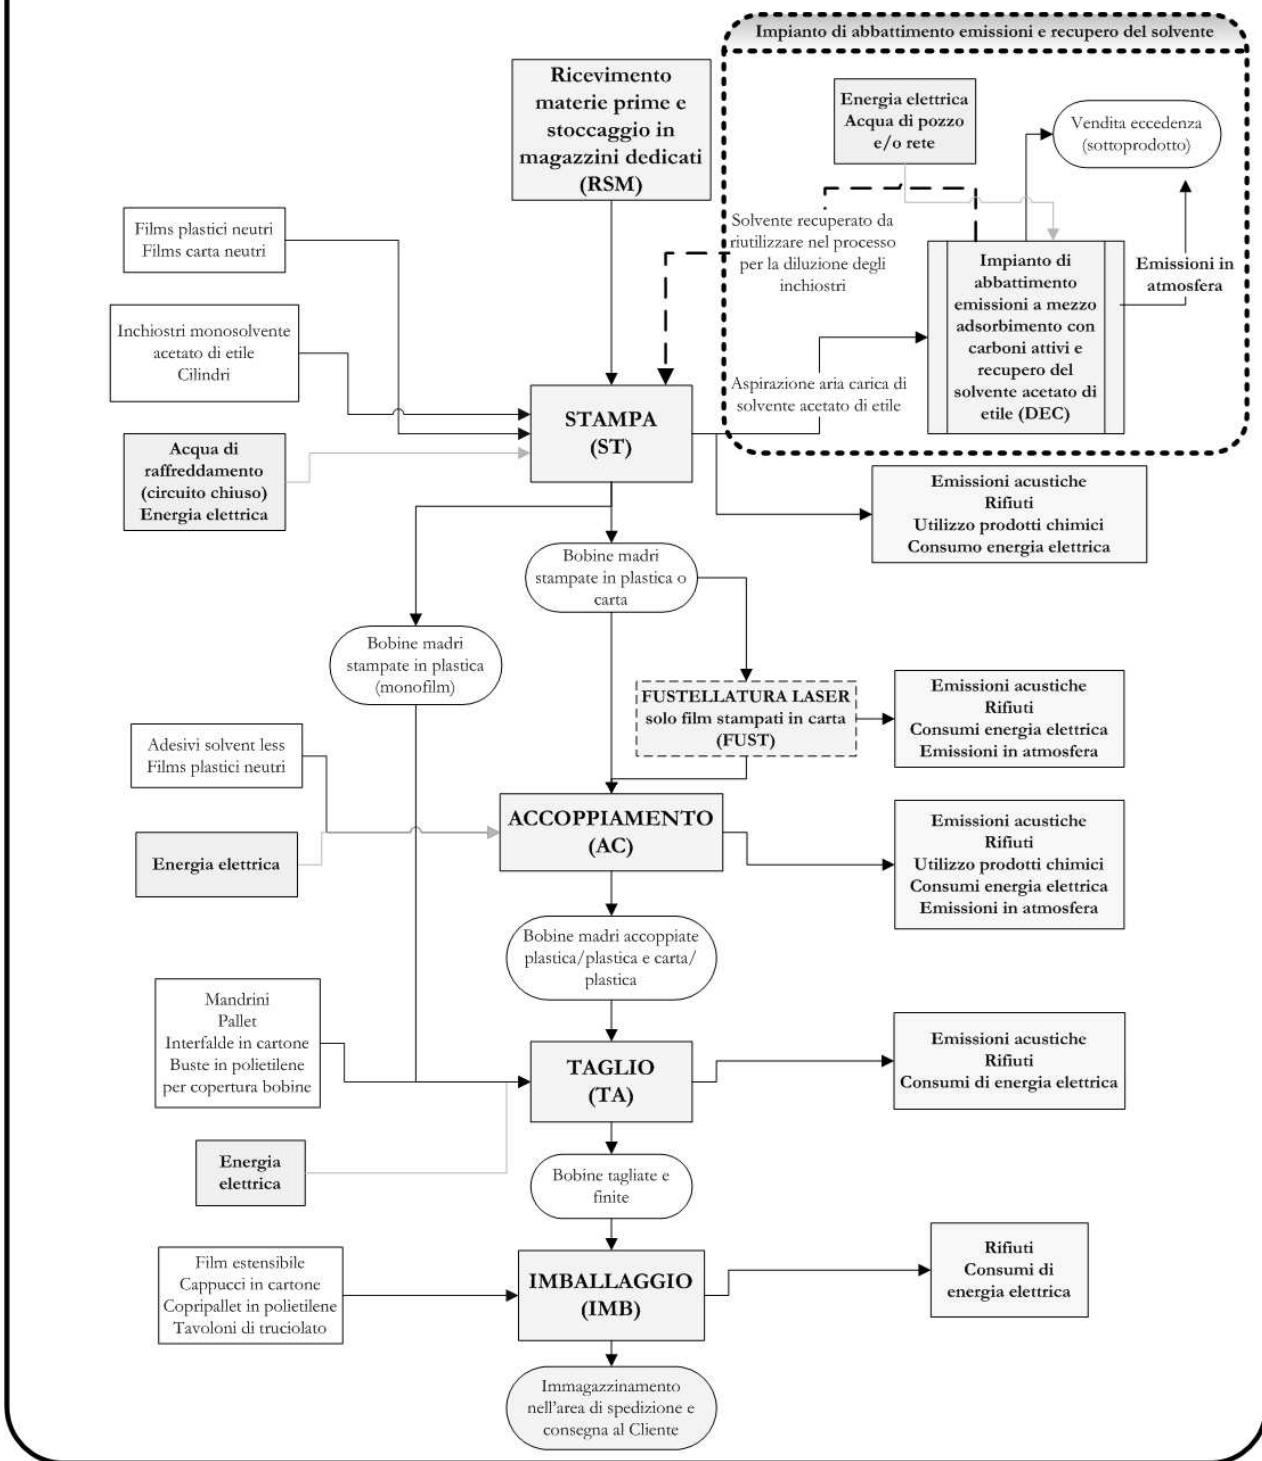 Impianto di abbattimento emissioni e recupero del solvente
Ricevimento
materie prime e
stoccaggio in
magazzini dedicati
(RSM)
Energia elettrica
Acqua di pozzo
e/o rete
Vendita eccedenza
(sottoprodotto)
Films plastici neutri
Films carta neutri
Solvente recuperato da
riutilizzare nel processo
per la diluzione degli
inchiostri
Impianto di
abbattimento
emissioni a mezzo
adsorbimento con
carboni attivi e
recupero del
solvente acetato di
etile (DEC)
Emissioni in
atmosfera
Inchiostri monosolvente
acetato di etile
Cilindri
Aspirazione aria carica di
solvente acetato di etile
STAMPA
(ST)
Acqua di
raffreddamento
(circuito chiuso)
Energia elettrica
Emissioni acustiche
Rifiuti
Utilizzo prodotti chimici
Consumo energia elettrica
Bobine madri
stampate in plastica o
carta
Bobine madri
stampate in plastica
(monofilm)
FUSTELLATURA LASER
solo film stampati in carta
(FUST)
Emissioni acustiche
Rifiuti
Consumi energia elettrica
Emissioni in atmosfera
Adesivi solvent less
Films plastici neutri
ACCOPPIAMENTO
(AC)
Energia elettrica
Emissioni acustiche
Rifiuti
Utilizzo prodotti chimici
Consumi energia elettrica
Emissioni in atmosfera
Bobine madri accoppiate
plastica/plastica e carta/
plastica
Mandrini
Pallet
Interfalde in cartone
Buste in polietilene
per copertura bobine
TAGLIO
(TA)
Emissioni acustiche
Rifiuti
Consumi di energia elettrica
Energia
elettrica
Bobine tagliate e
finite
Film estensibile
Cappucci in cartone
Copripallet in polietilene
Tavoloni di truciolato
IMBALLAGGIO
(IMB)
Rifiuti
Consumi di
energia elettrica
Immagazzinamento
nell'area di spedizione e
consegna al Cliente